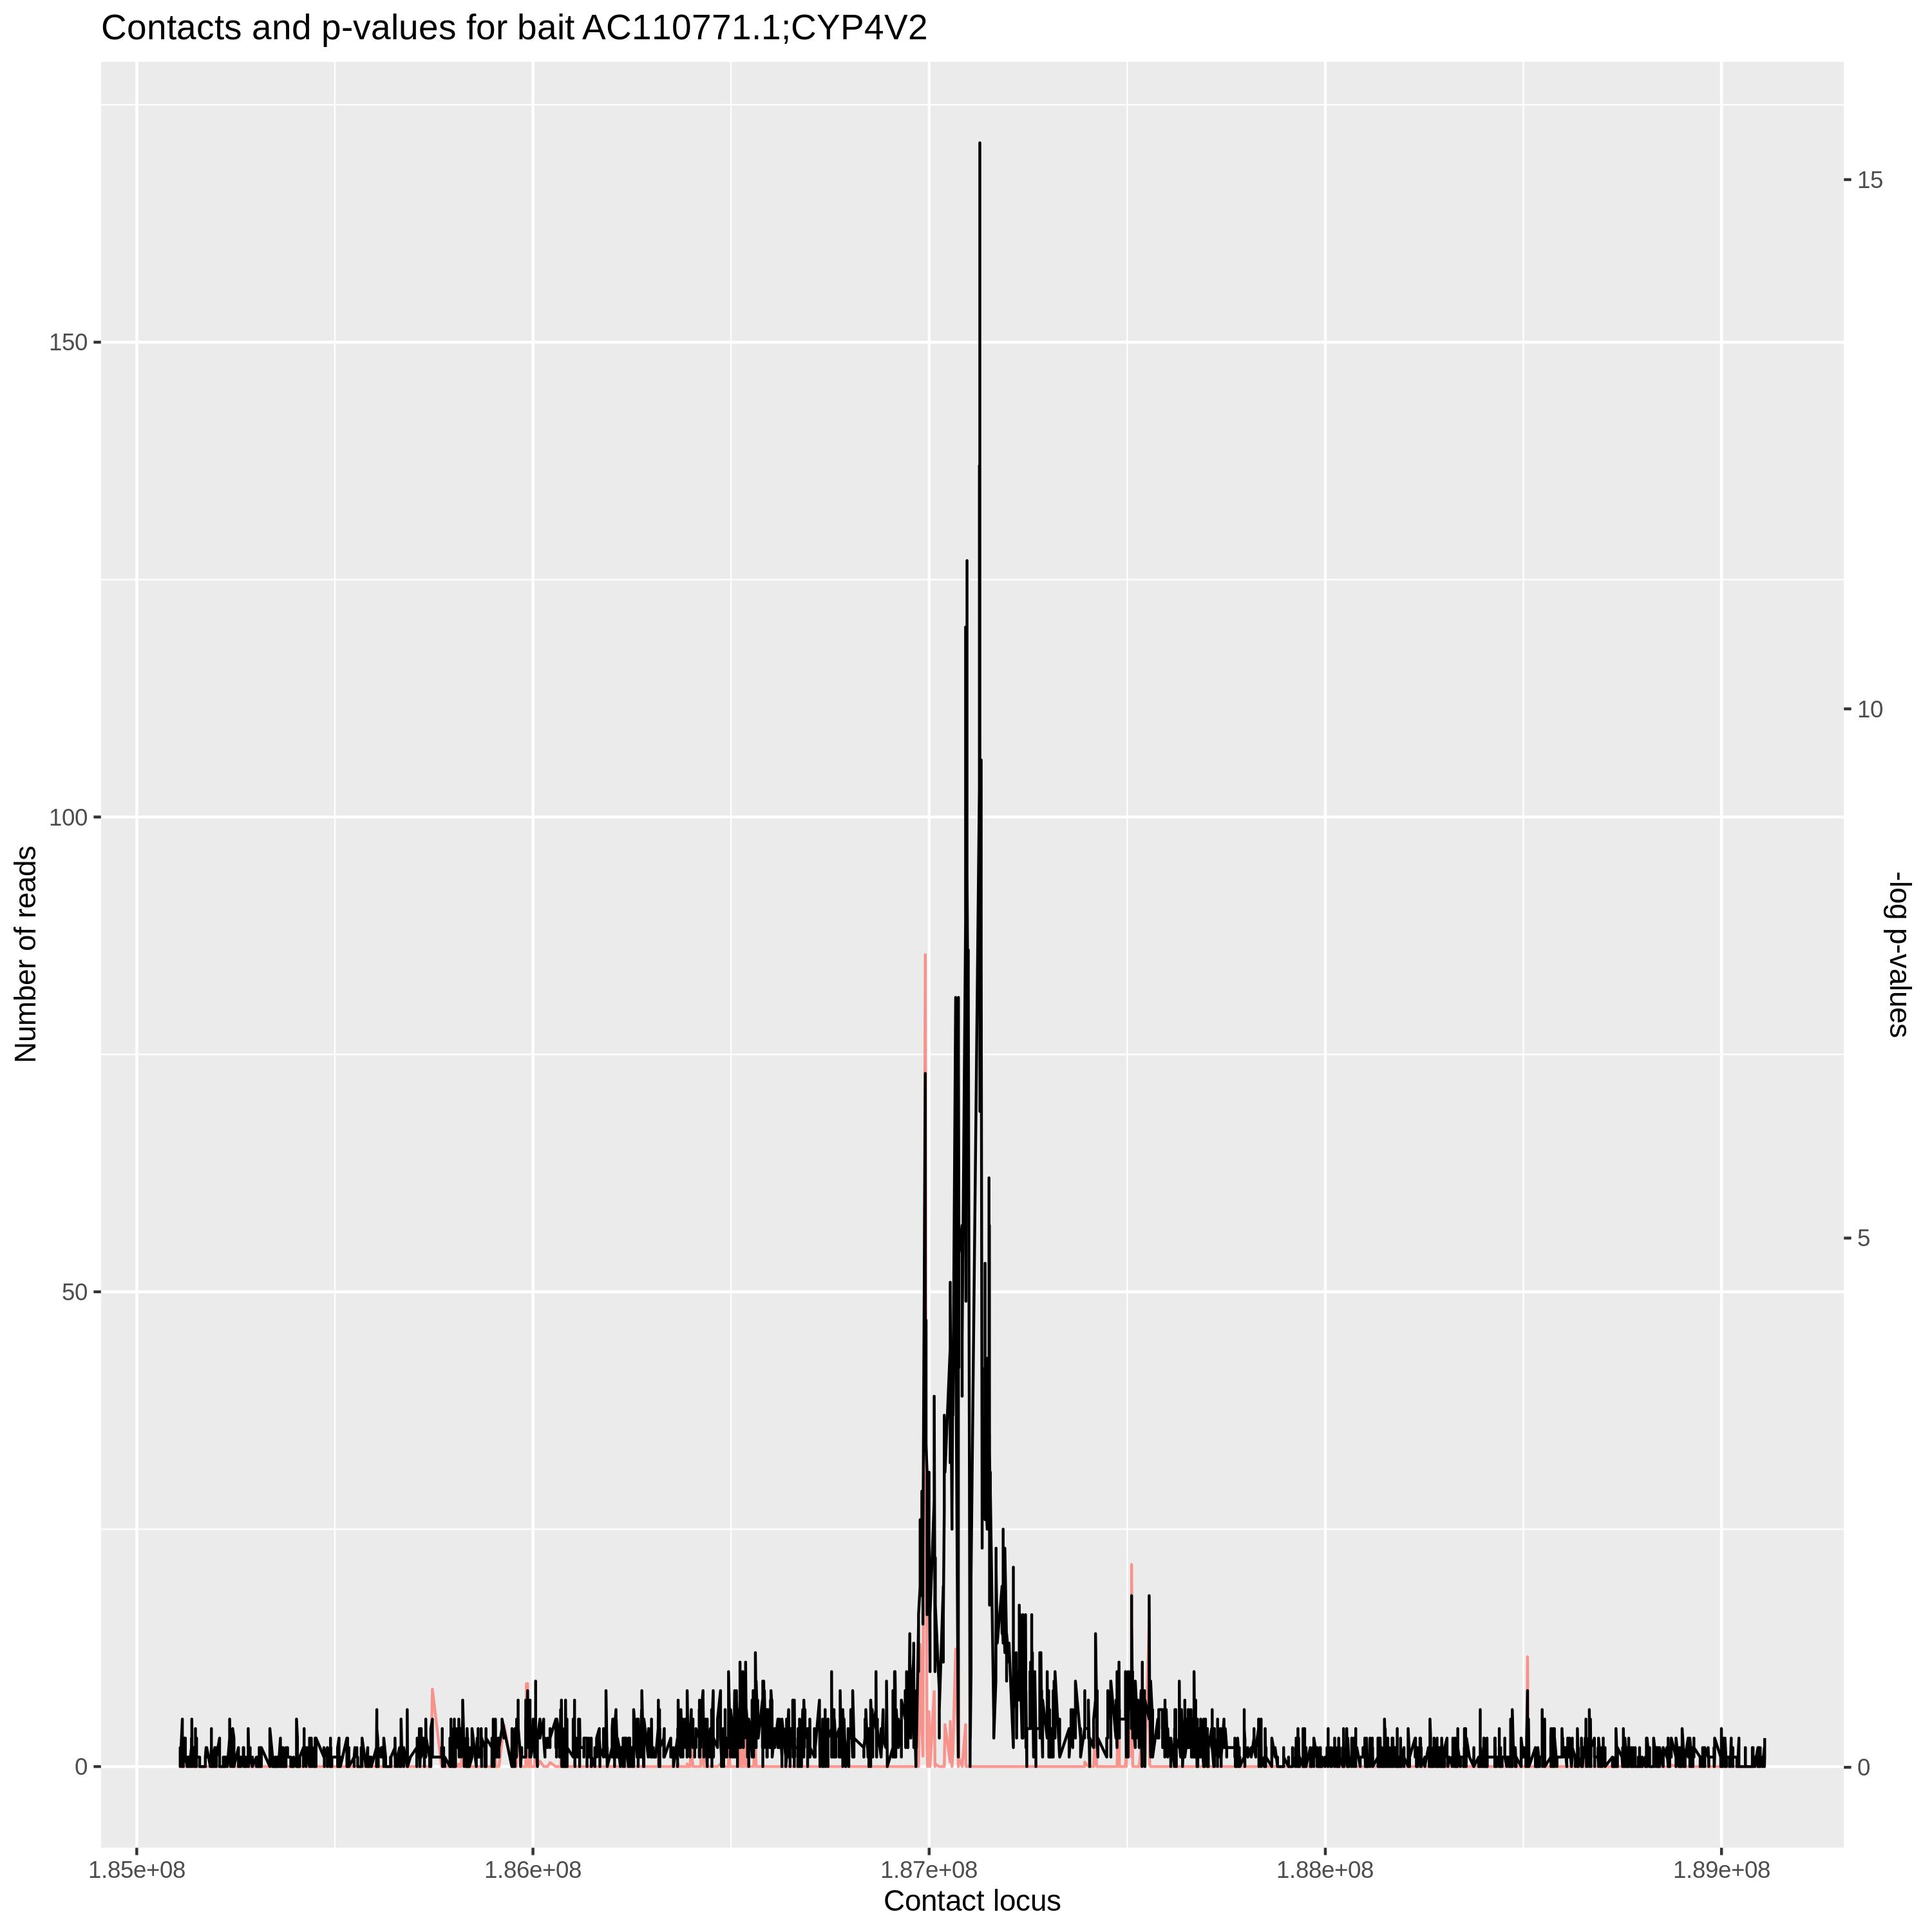 Contacts and p-values for bait AC110771.1;CYP4V2
150
100
50
0
Number of reads
15
10
5
0
-log p-values
1.85e+08
1.86e+08
1.87e+08
1.88e+08
1.89e+08
Contact locus